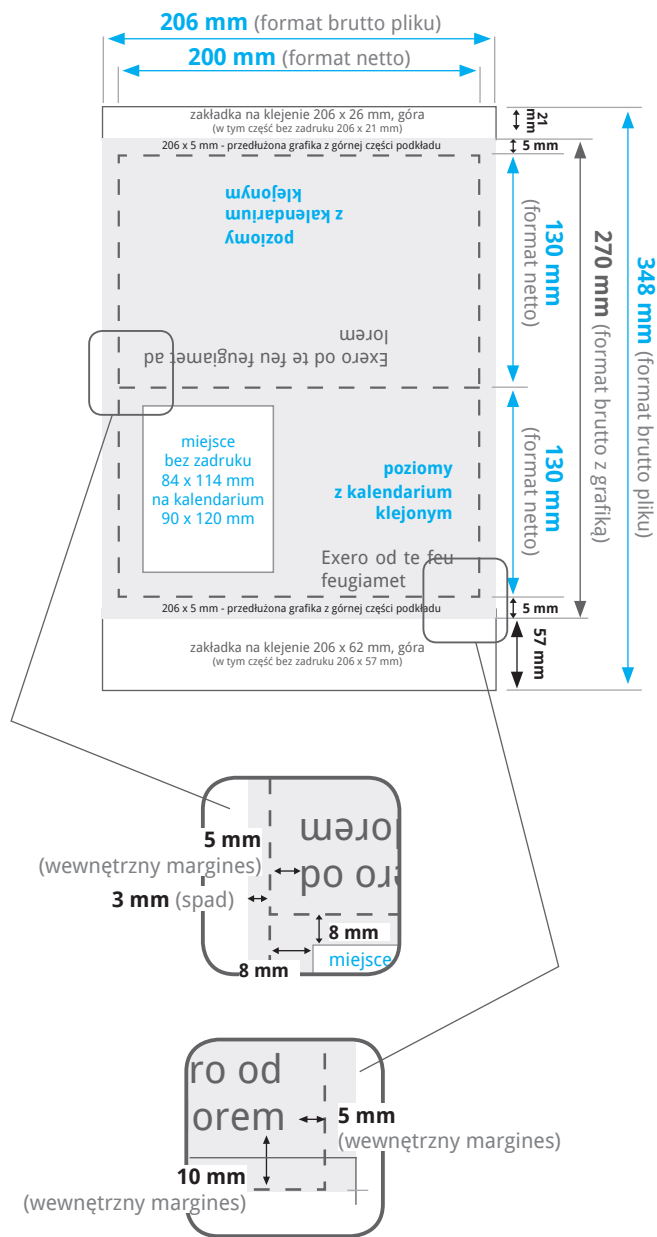 206 mm (format brutto pliku)
200 mm (format netto)
zakładka na klejenie 206 x 26 mm, góra
(w tym część bez zadruku 206 x 21 mm)
21 mm
206 x 5 mm - przedłużona grafika z górnej części podkładu
5 mm
poziomy
z kalendarium
klejonym
130 mm
(format netto)
270 mm (format brutto z grafiką)
348 mm (format brutto pliku)
Exero od te feu feugiamet ad
lorem
miejsce
bez zadruku
84 x 114 mm
na kalendarium
90 x 120 mm
poziomy
z kalendarium
klejonym
130 mm
(format netto)
Exero od te feu
feugiamet
206 x 5 mm - przedłużona grafika z górnej części podkładu
5 mm
zakładka na klejenie 206 x 62 mm, góra
(w tym część bez zadruku 206 x 57 mm)
57 mm
lorem
ro od
5 mm
(wewnętrzny margines)
3 mm (spad)
8 mm
8 mm
miejsce
ro od
orem
5 mm
(wewnętrzny margines)
10 mm
(wewnętrzny margines)